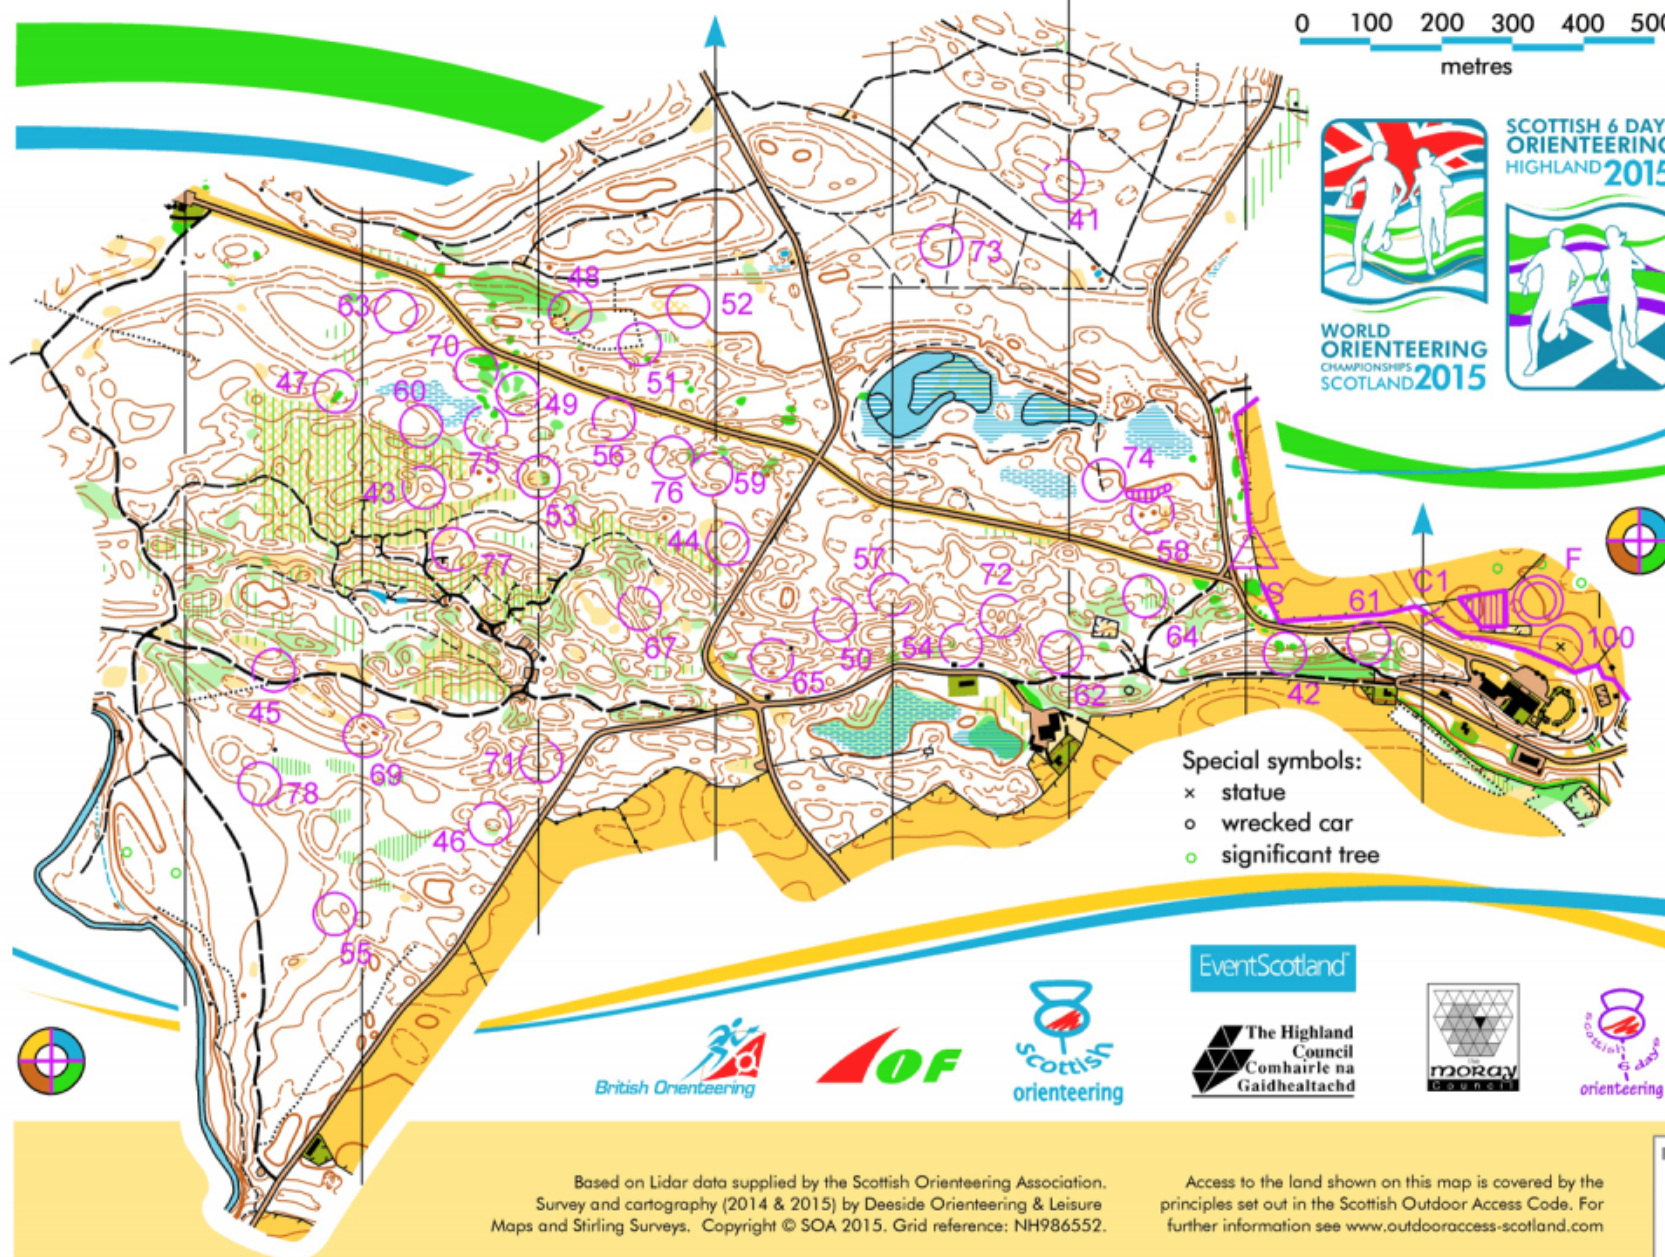 0 100 200 300 400 500
metres
SCOTTISH 6 DAY
ORIENTEERING
HIGHLAND 2015
WORLD
ORIENTEERING
CHAMPIONSHIPS
SCOTLAND 2015
41
73
48
63
52
70
51
47
60
49
56
75
76
59
74
43
53
44
58
77
57
72
F
C1
S
61
67
50
54
64
100
65
62
42
45
69
71
78
46
55
Special symbols:
× statue
o wrecked car
o significant tree
EventScotland
British Orienteering
IOF
Scottish
orienteering
The Highland
Council
Comhairle na
Gaidhealtachd
moray
Council
Scottish
6 days
orienteering
Based on Lidar data supplied by the Scottish Orienteering Association.
Survey and cartography (2014 & 2015) by Deeside Orienteering & Leisure
Maps and Stirling Surveys. Copyright © SOA 2015. Grid reference: NH986552.
Access to the land shown on this map is covered by the
principles set out in the Scottish Outdoor Access Code. For
further information see www.outdooraccess-scotland.com